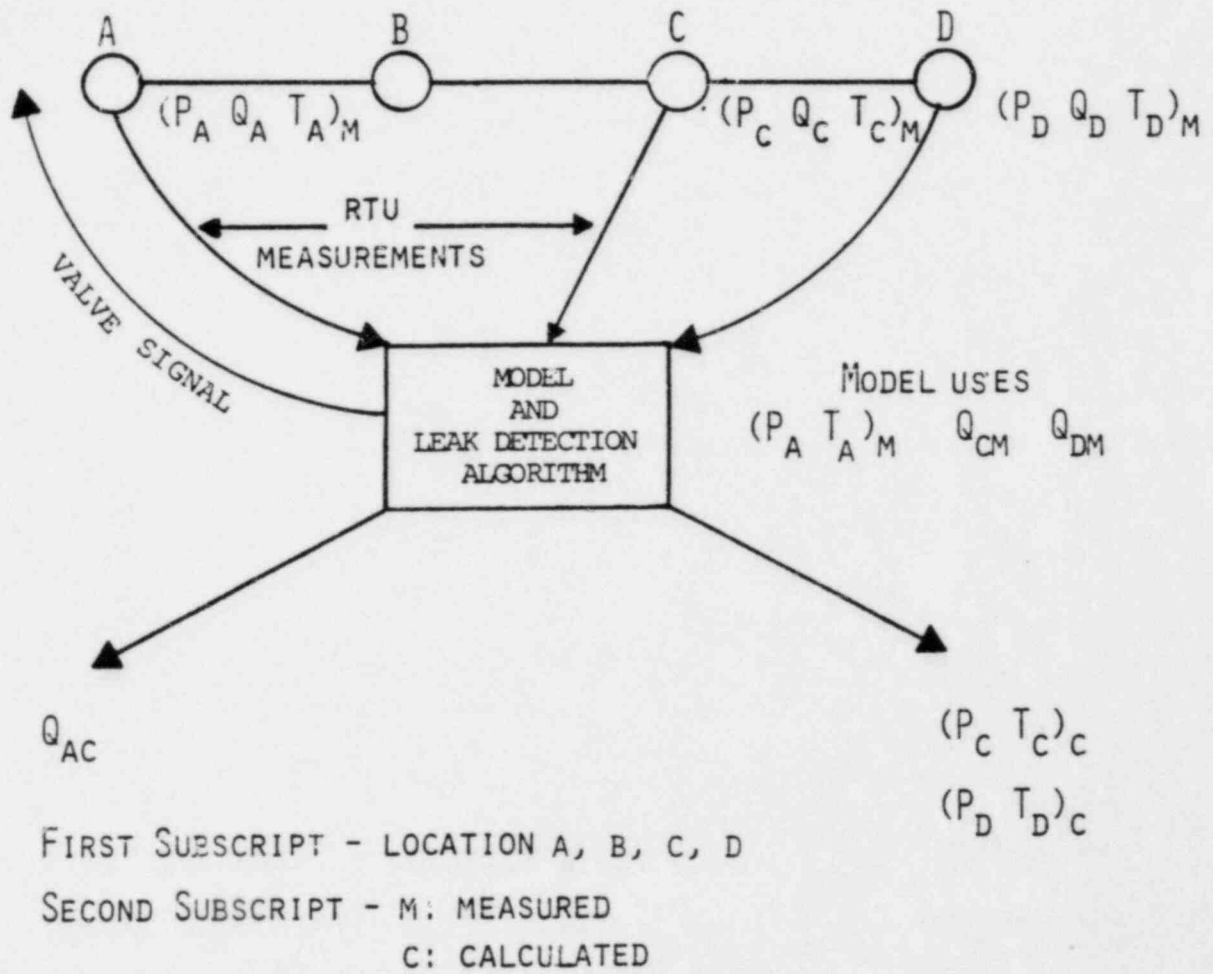 A B C D
(P_A Q_A T_A)_M (P_C Q_C T_C)_M (P_D Q_D T_D)_M
RTU
MEASUREMENTS
VALVE SIGNAL
MODEL
AND
LEAK DETECTION
ALGORITHM
MODEL USES
(P_A T_A)_M Q_CM Q_DM
Q_AC
(P_C T_C)_C
(P_D T_D)_C
FIRST SUBSCRIPT - LOCATION A, B, C, D
SECOND SUBSCRIPT - M: MEASURED
C: CALCULATED